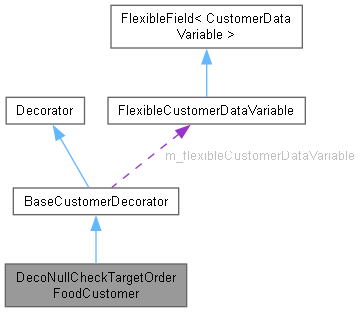 FlexibleField< CustomerData
Variable >
Decorator
FlexibleCustomerDataVariable
m_flexibleCustomerDataVariable
BaseCustomerDecorator
DecoNullCheckTargetOrder
FoodCustomer